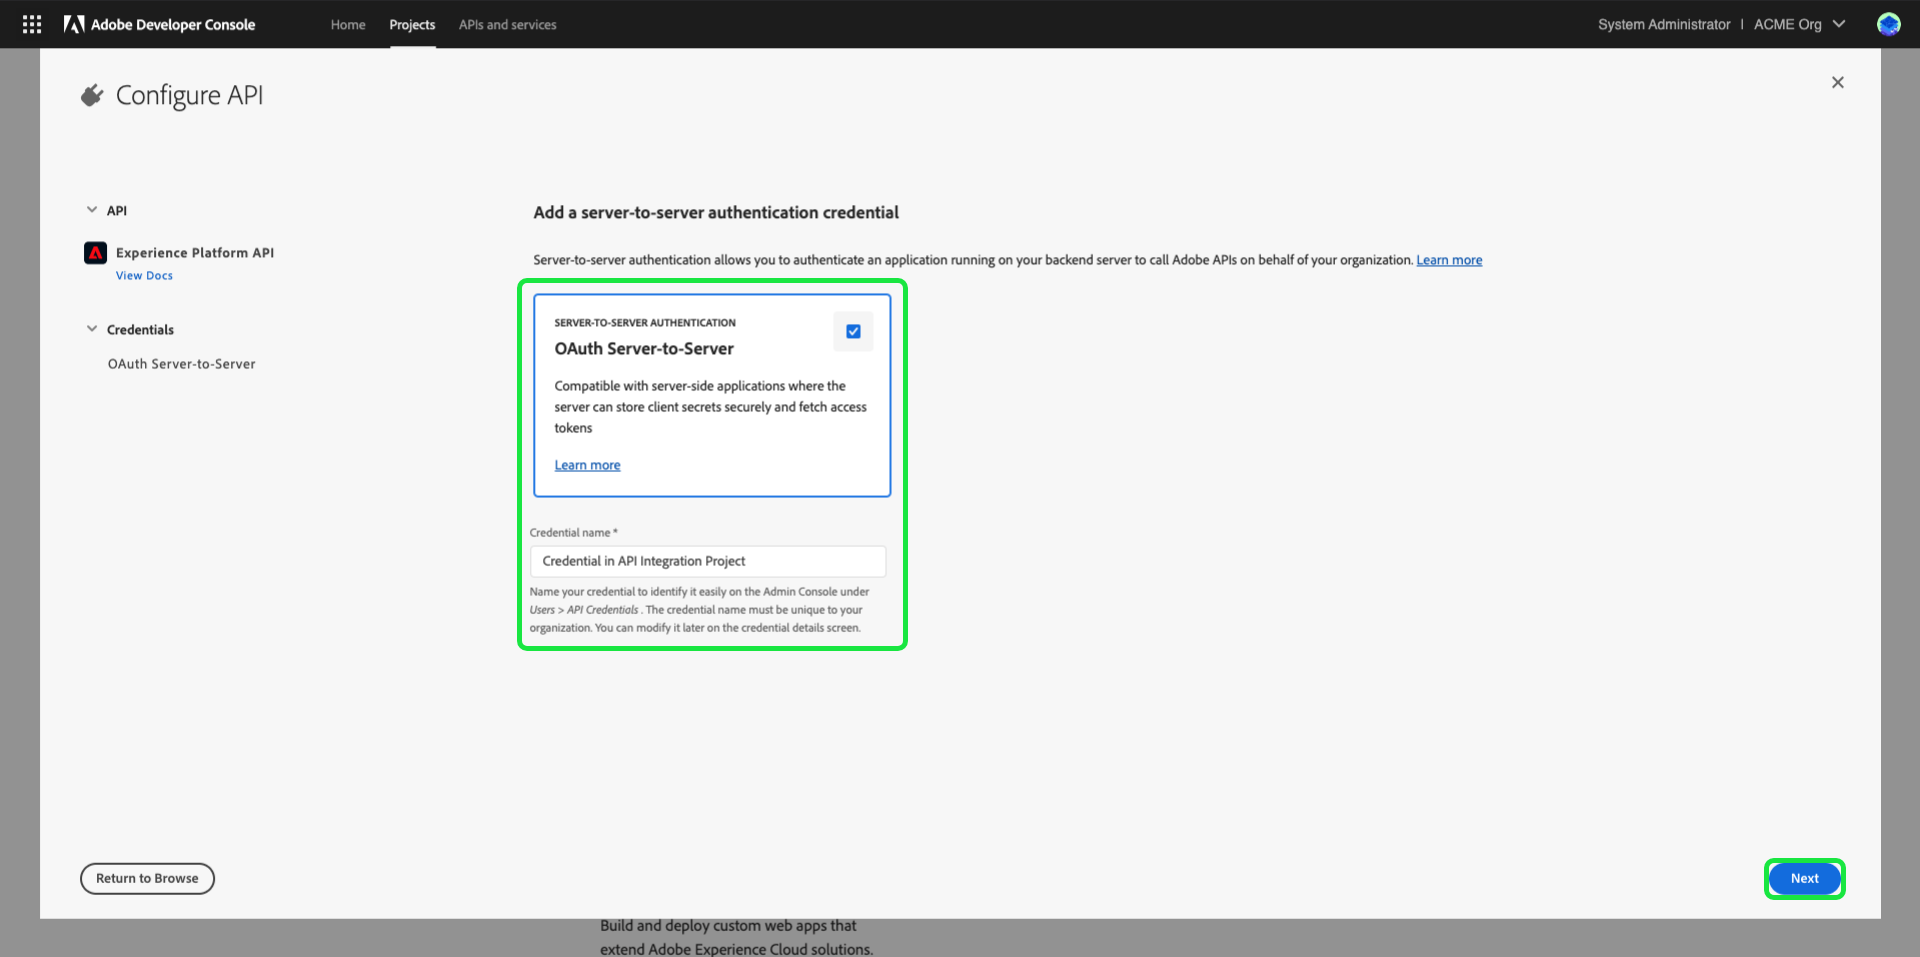 Adobe Developer Console
Home
Projects
APIs and services
System Administrator | ACME Org
Configure API
API
Experience Platform API
View Docs
Credentials
OAuth Server-to-Server
Add a server-to-server authentication credential
Server-to-server authentication allows you to authenticate an application running on your backend server to call Adobe APIs on behalf of your organization. Learn more
SERVER-TO-SERVER AUTHENTICATION
OAuth Server-to-Server
Compatible with server-side applications where the
server can store client secrets securely and fetch access
tokens
Learn more
Credential name *
Credential in API Integration Project
Name your credential to identify it easily on the Admin Console under
Users > API Credentials . The credential name must be unique to your
organization. You can modify it later on the credential details screen.
Return to Browse
Next
Build and deploy custom web apps that
extend Adobe Experience Cloud solutions.